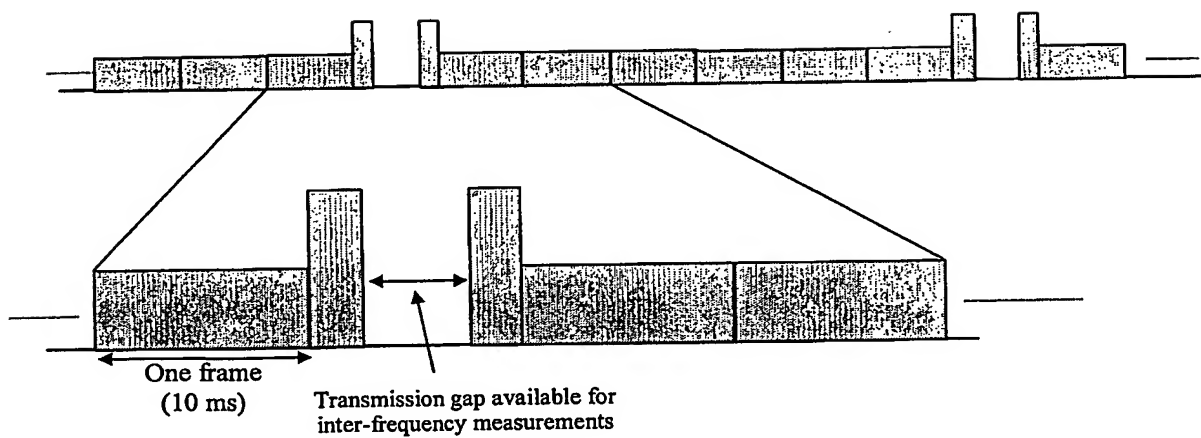 One frame
(10 ms)
Transmission gap available for
inter-frequency measurements